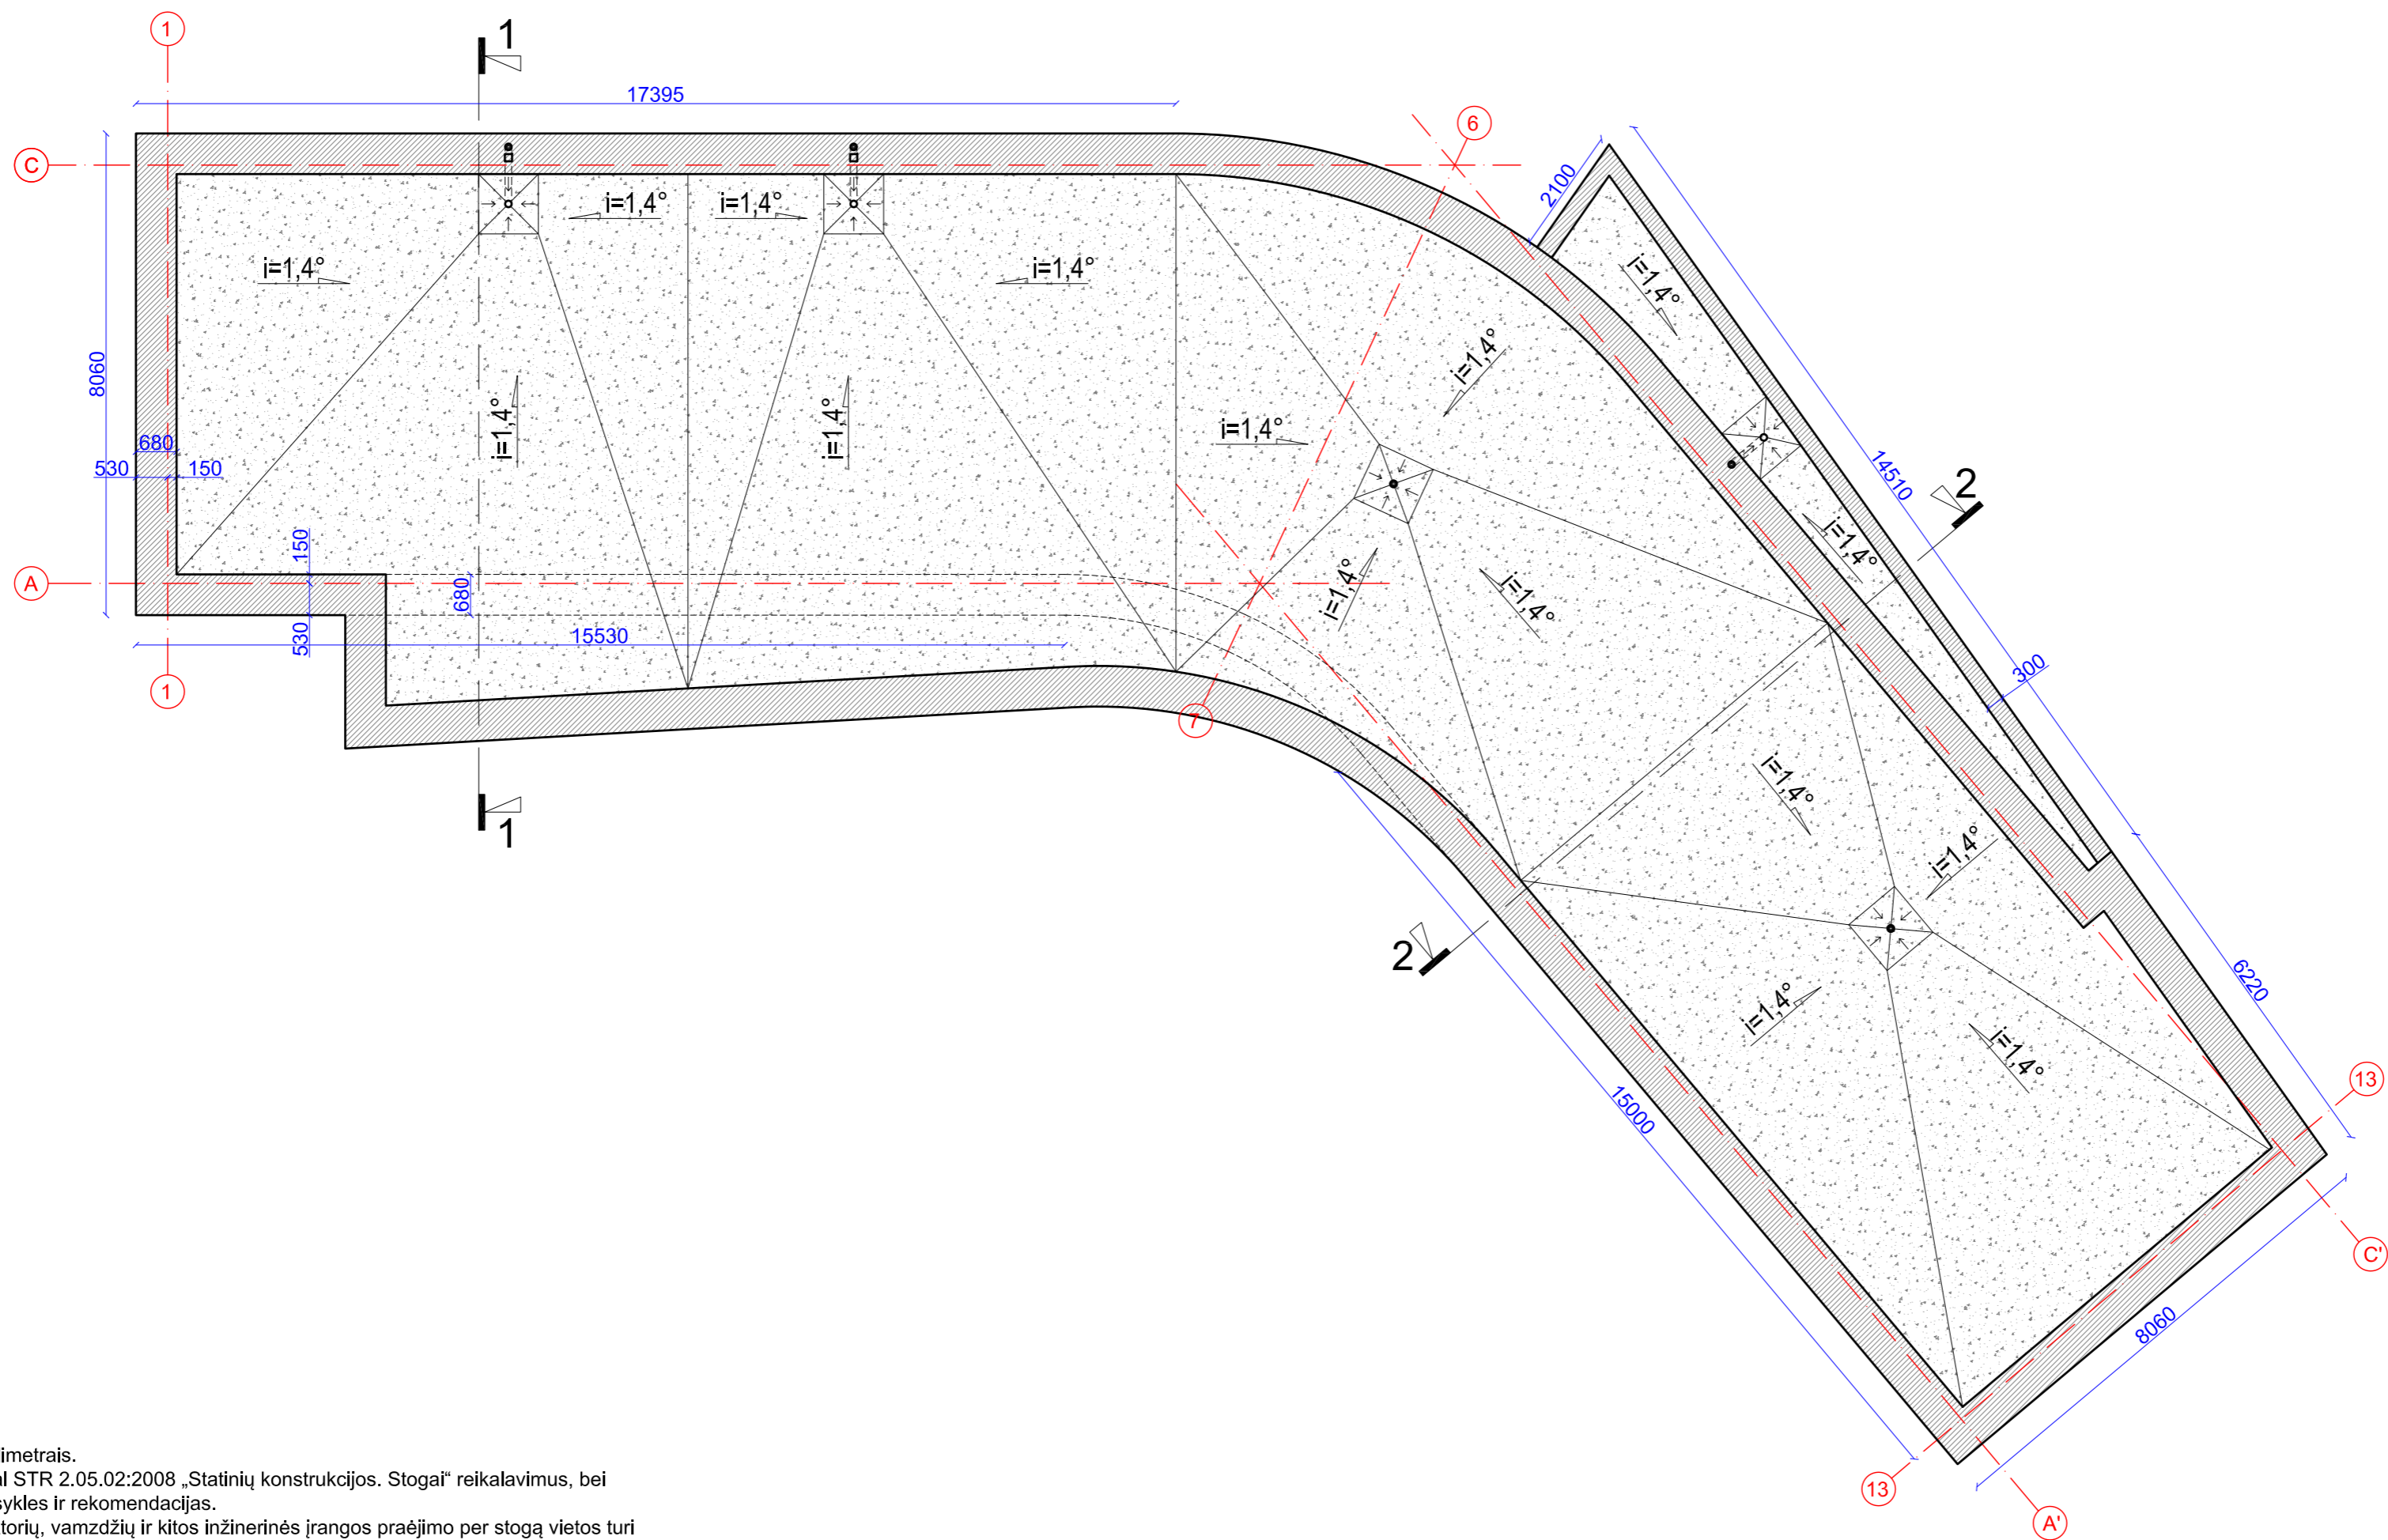 1
1
17395
6
C
2100
i=1,4°
i=1,4°
i=1,4°
i=1,4°
i=1,4°
i=1,4°
8060
i=1,4°
i=1,4°
i=1,4°
680
530
150
14510
2
i=1,4°
150
A
680
i=1,4°
i=1,4°
530
15530
300
1
7
i=1,4°
1
i=1,4°
2
6220
i=1,4°
i=1,4°
15000
13
C'
8060
13
A'
imetrais.
al STR 2.05.02:2008 „Statinių konstrukcijos. Stogai“ reikalavimus, bei
sykles ir rekomendacijas.
torių, vamzdžių ir kitos inžinerinės įrangos praėjimo per stogą vietos turi